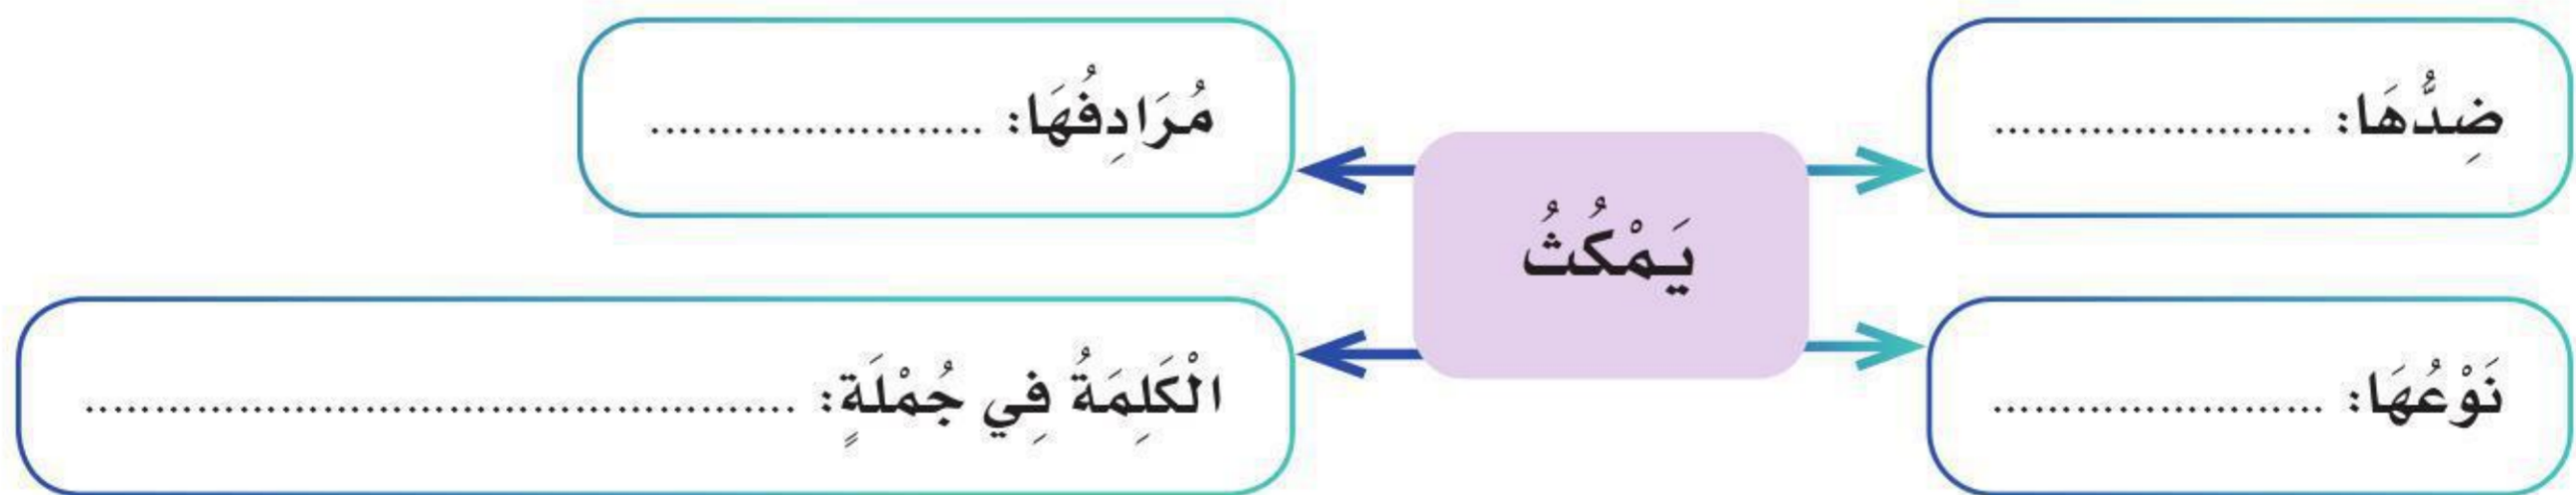 ضِدُّهَا: .......................
مُرَادِفُهَا: ........................
يَمْكُثُ
نَوْعُهَا: ........................
الْكَلِمَةُ فِي جُمْلَةٍ: ...................................................